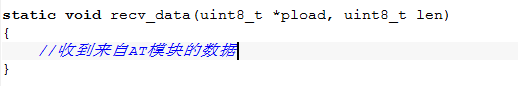 static void recv_data(uint8_t *pload, uint8_t len)
{
//收到来自AT模块的数据
}